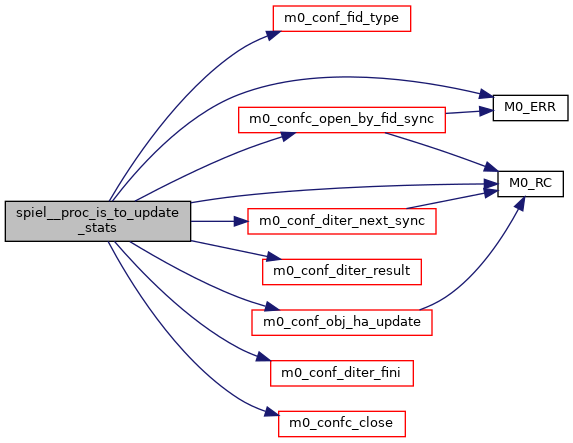 m0_conf_fid_type
M0_ERR
m0_confc_open_by_fid_sync
M0_RC
spiel__proc_is_to_update
_stats
m0_conf_diter_next_sync
m0_conf_diter_result
m0_conf_obj_ha_update
m0_conf_diter_fini
m0_confc_close